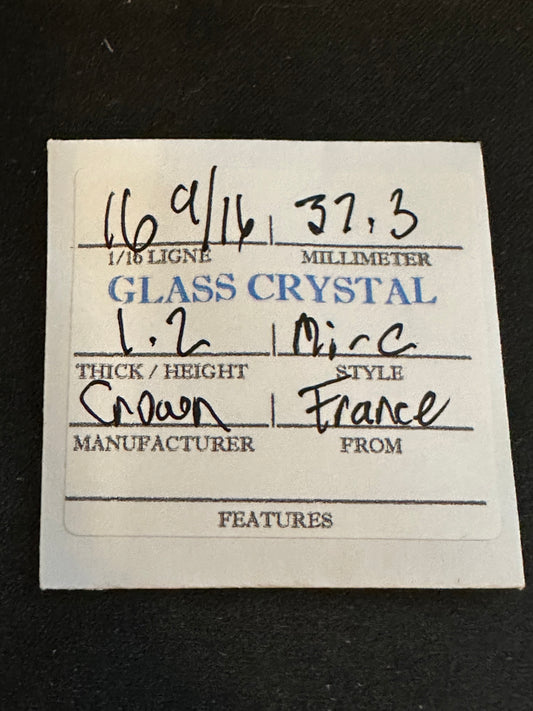 16 9/16 37.3
1/16 LIGNE MILLIMETER
GLASS CRYSTAL
1.2 Mi-C
THICK / HEIGHT STYLE
Crown France
MANUFACTURER FROM
FEATURES